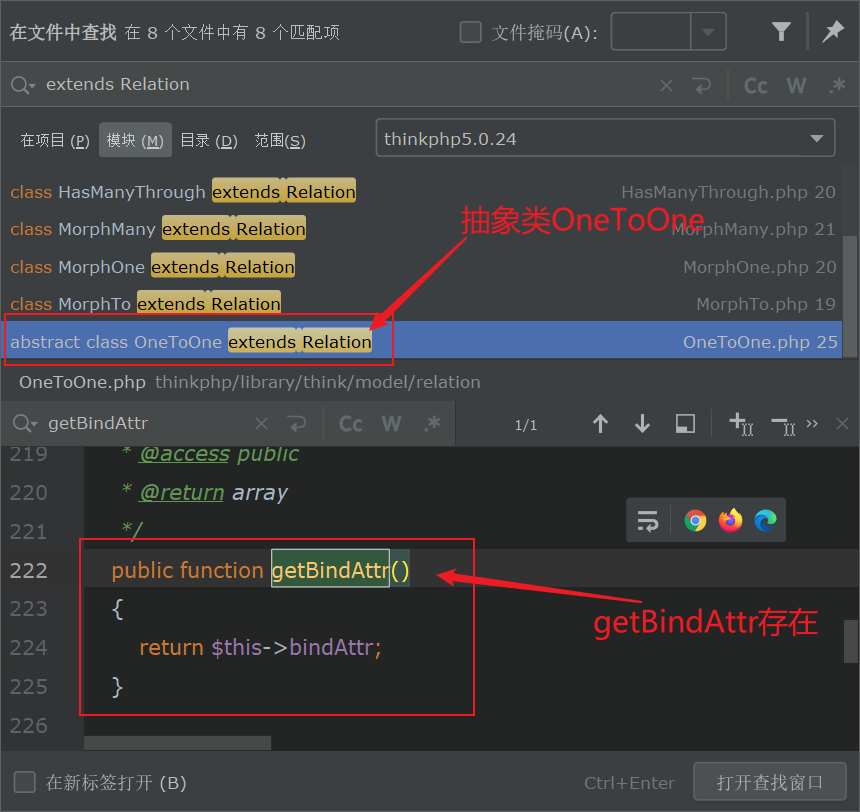 在文件中查找 在 8 个文件中有 8 个匹配项 文件掩码(A):
extends Relation Cc W .*
在项目 (P) 模块 (M) 目录 (D) 范围(S) thinkphp5.0.24
class HasManyThrough extends Relation HasManyThrough.php 20
抽象类OneToOne
class MorphMany extends Relation MorphMany.php 21
class MorphOne extends Relation MorphOne.php 20
class MorphTo extends Relation MorphTo.php 19
abstract class OneToOne extends Relation OneToOne.php 25
OneToOne.php thinkphp/library/think/model/relation
getBindAttr Cc W .* 1/1
219 * @access public
220 * @return array
221 */
222 public function getBindAttr()
223 {
getBindAttr存在
224 return $this->bindAttr;
225 }
226
在新标签打开 (B) Ctrl+Enter 打开查找窗口